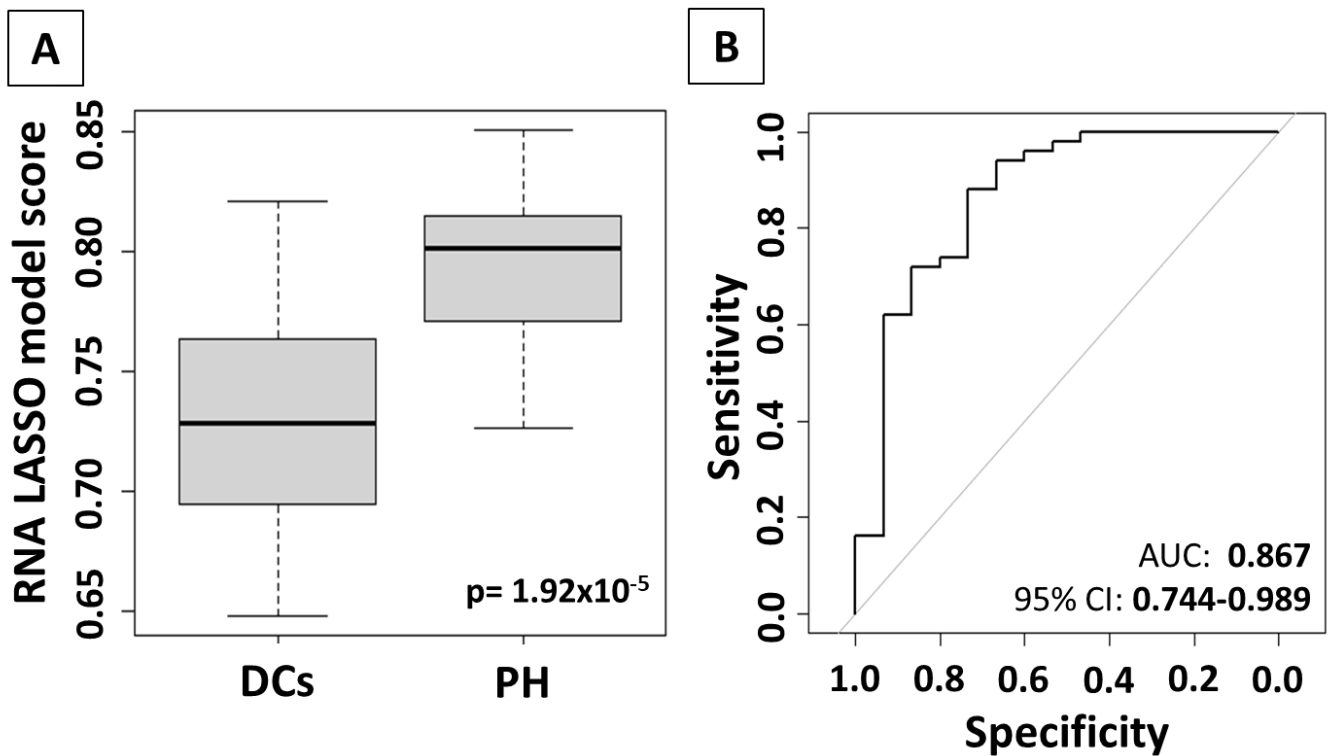 A
RNA LASSO model score
0.85
0.80
0.75
0.70
0.65
p= 1.92x10⁻⁵
DCs
PH
B
Sensitivity
1.0
0.8
0.6
0.4
0.2
0.0
AUC: 0.867
95% CI: 0.744-0.989
1.0 0.8 0.6 0.4 0.2 0.0
Specificity